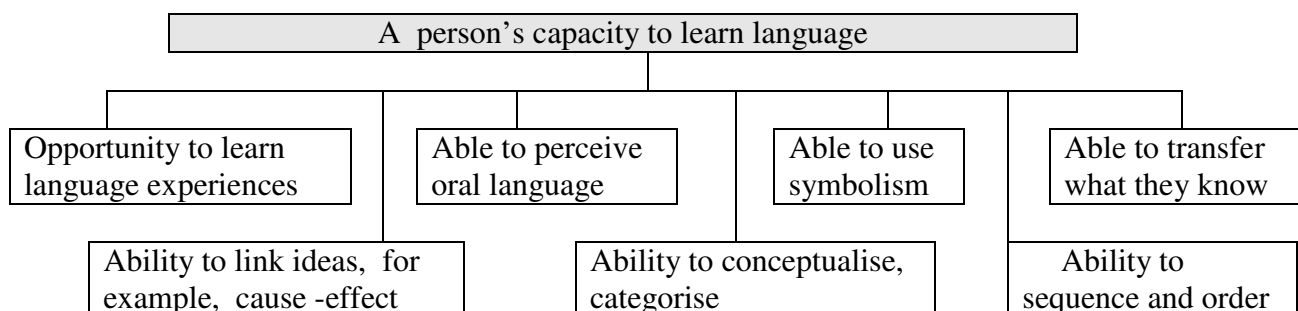 A person's capacity to learn language
Opportunity to learn
language experiences
Able to perceive
oral language
Able to use
symbolism
Able to transfer
what they know
Ability to link ideas, for
example, cause -effect
Ability to conceptualise,
categorise
Ability to
sequence and order